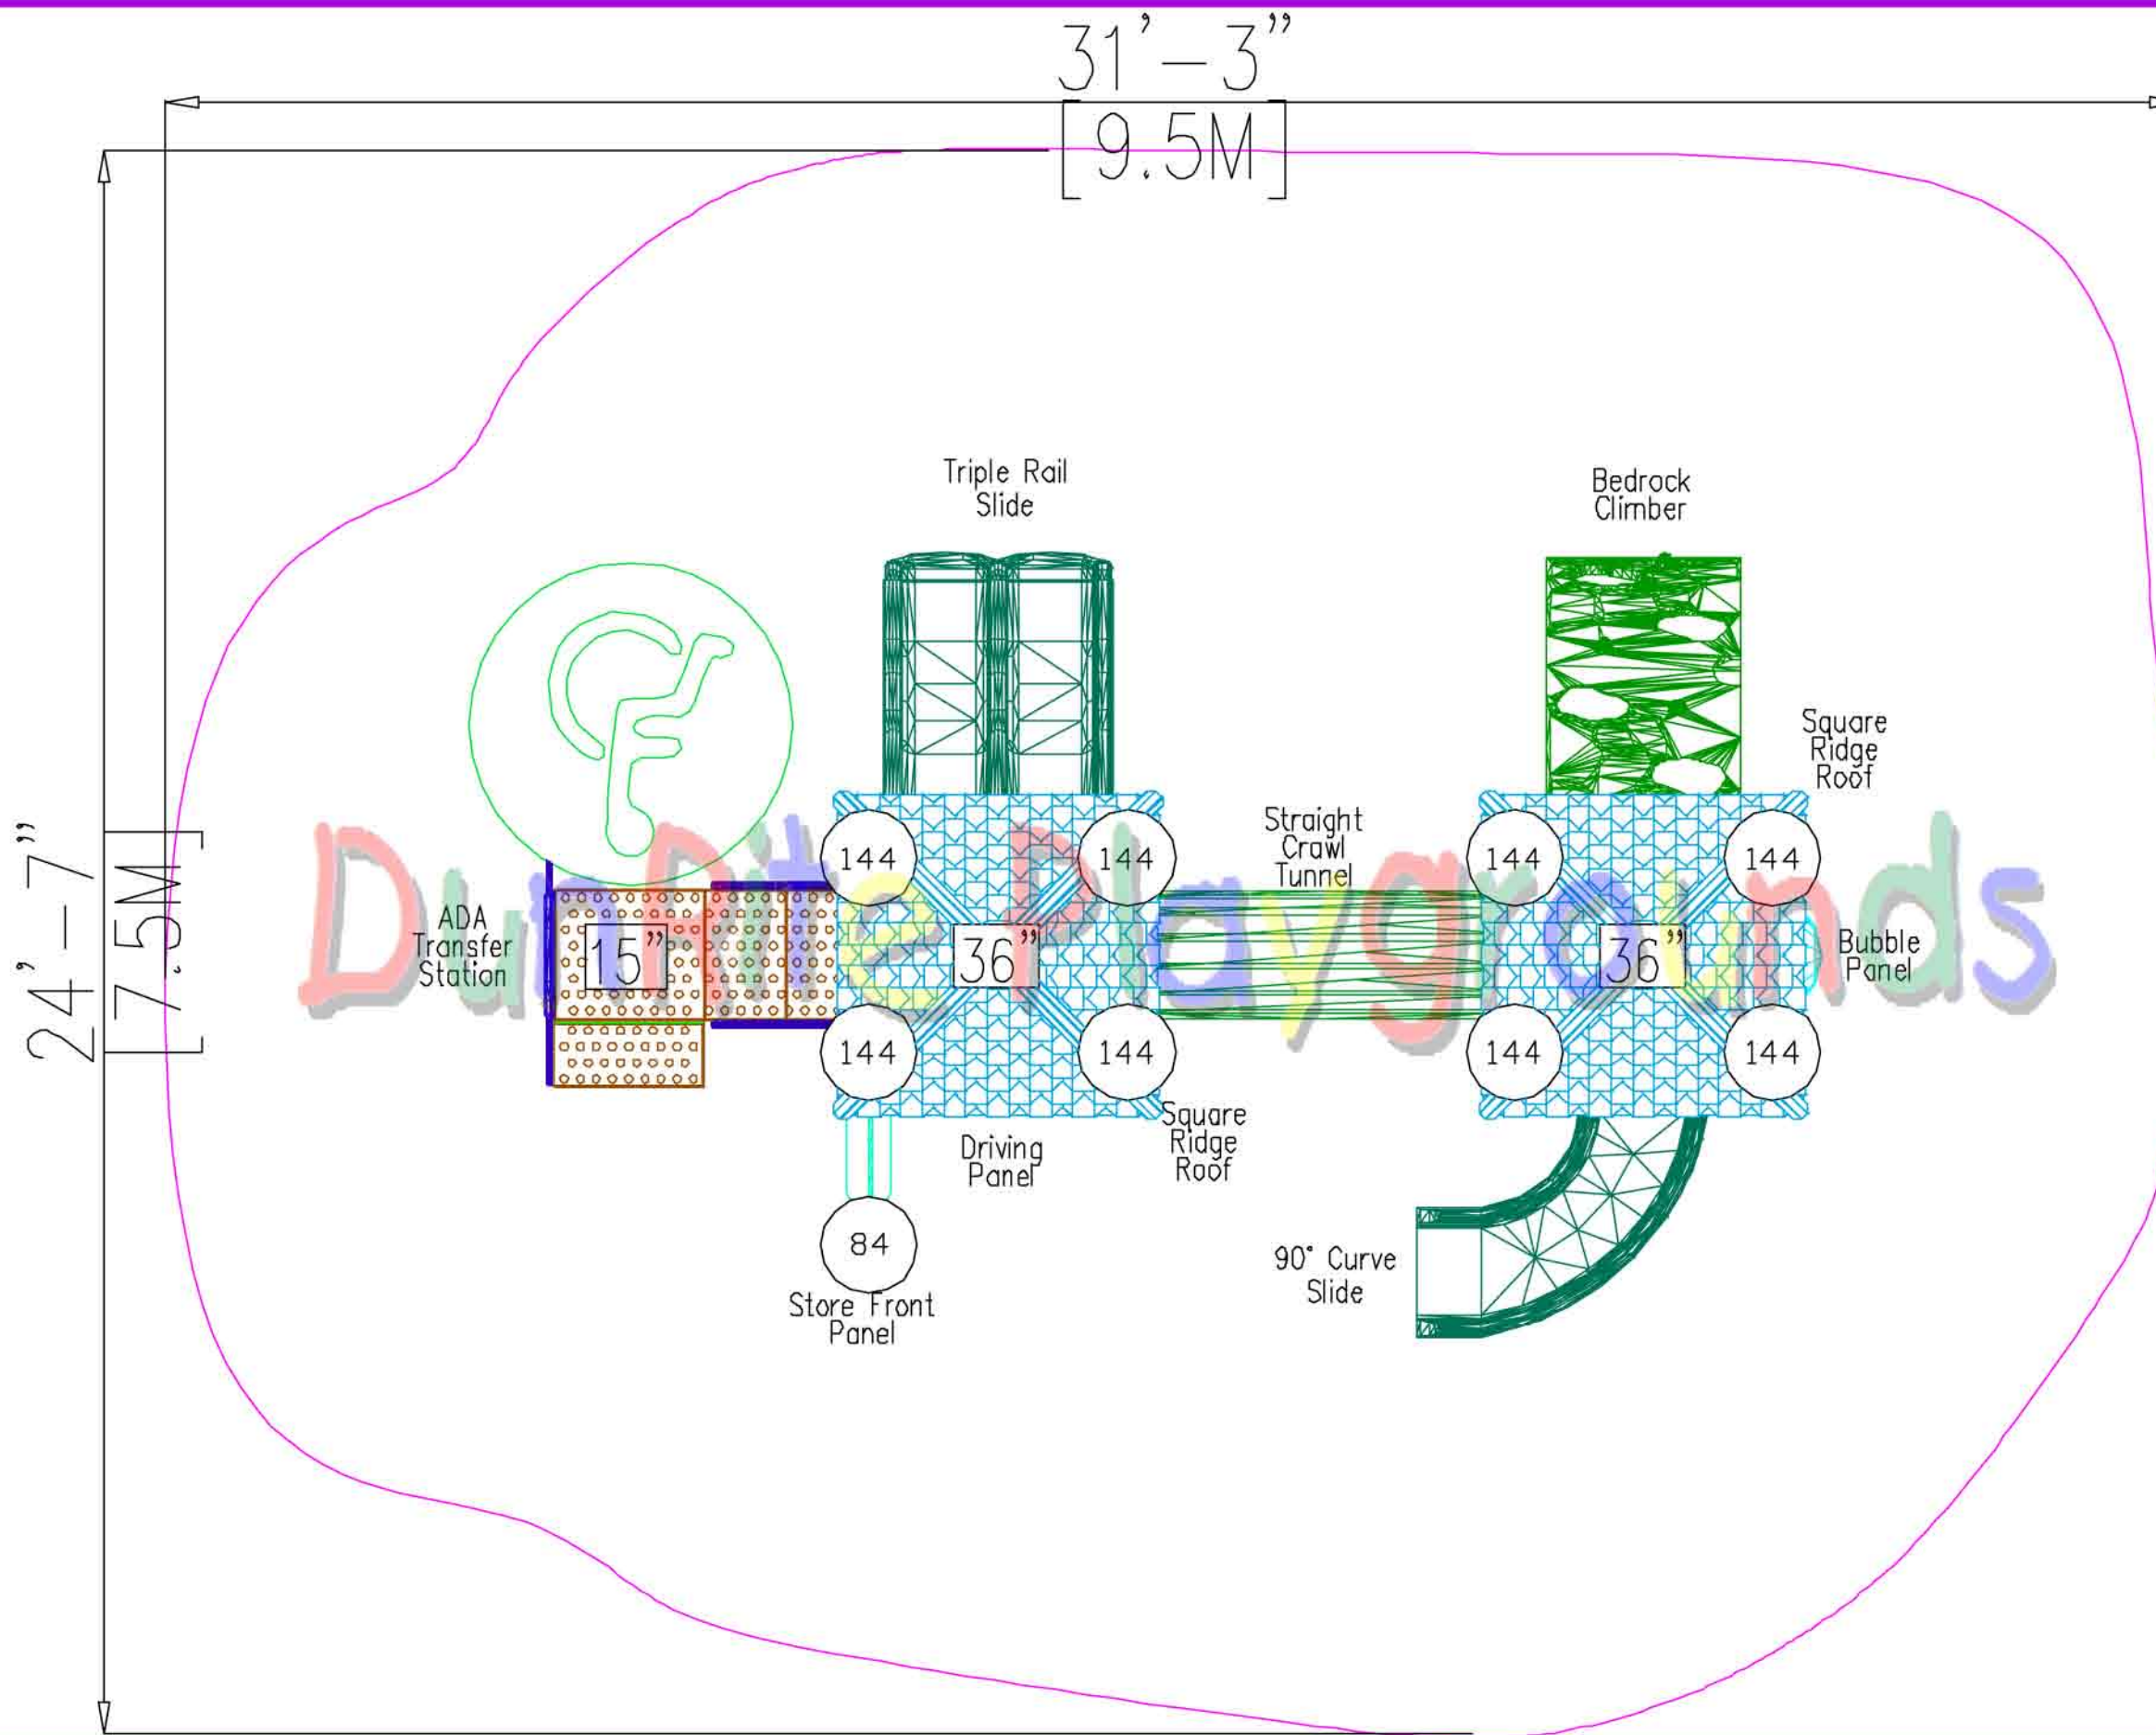 31'-3"
[9.5M]
24'-7"
[7.5M]
Triple Rail
Slide
Bedrock
Climber
Square
Ridge
Roof
Straight
Crawl
Tunnel
144
144
144
144
ADA
Transfer
Station
15"
36"
36"
Bubble
Panel
DunRite Playgrounds
144
144
144
144
Square
Ridge
Roof
Driving
Panel
84
Store Front
Panel
90° Curve
Slide